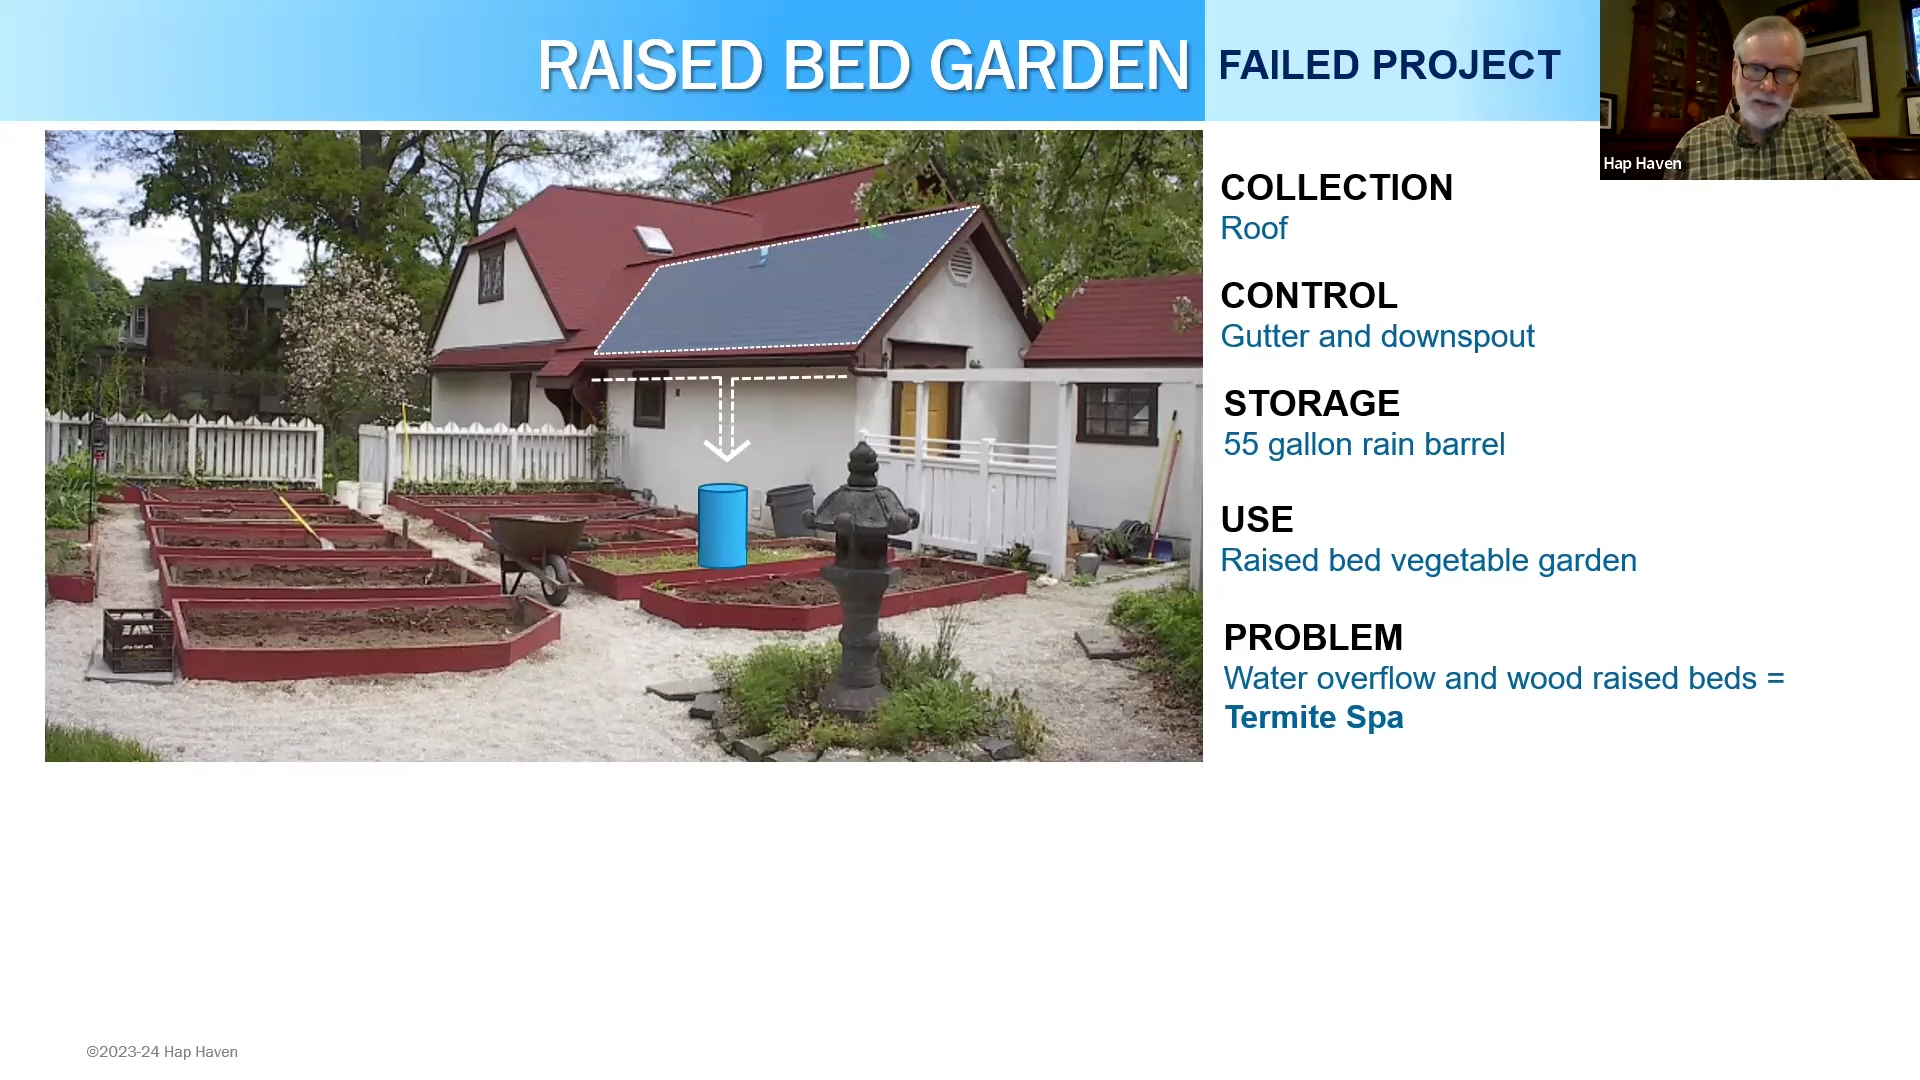 RAISED BED GARDEN
FAILED PROJECT
Hap Haven
COLLECTION
Roof
CONTROL
Gutter and downspout
STORAGE
55 gallon rain barrel
USE
Raised bed vegetable garden
PROBLEM
Water overflow and wood raised beds =
Termite Spa
©2023-24 Hap Haven